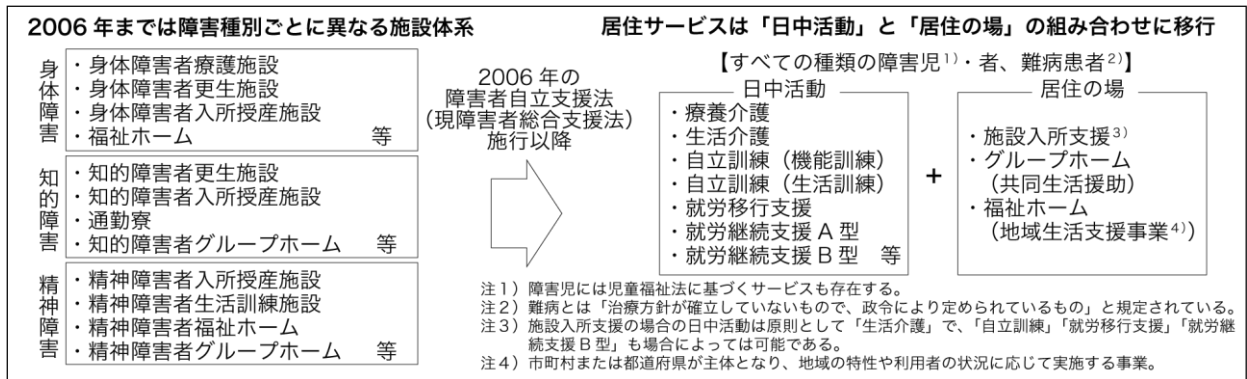 2006 年までは障害種別ごとに異なる施設体系
身体障害
・身体障害者療護施設
・身体障害者更生施設
・身体障害者入所授産施設
・福祉ホーム 等
知的障害
・知的障害者更生施設
・知的障害者入所授産施設
・通勤寮
・知的障害者グループホーム 等
精神障害
・精神障害者入所授産施設
・精神障害者生活訓練施設
・精神障害者福祉ホーム
・精神障害者グループホーム 等
2006 年の
障害者自立支援法
(現障害者総合支援法)
施行以降
居住サービスは「日中活動」と「居住の場」の組み合わせに移行
【すべての種類の障害児1)・者、難病患者2)】
日中活動
・療養介護
・生活介護
・自立訓練（機能訓練）
・自立訓練（生活訓練）
・就労移行支援
・就労継続支援 A 型
・就労継続支援 B 型 等
+
居住の場
・施設入所支援3)
・グループホーム
（共同生活援助）
・福祉ホーム
（地域生活支援事業4)）
注１）障害児には児童福祉法に基づくサービスも存在する。
注２）難病とは「治療方針が確立していないもので、政令により定められているもの」と規定されている。
注３）施設入所支援の場合の日中活動は原則として「生活介護」で、「自立訓練」「就労移行支援」「就労継
続支援 B 型」も場合によっては可能である。
注４）市町村または都道府県が主体となり、地域の特性や利用者の状況に応じて実施する事業。